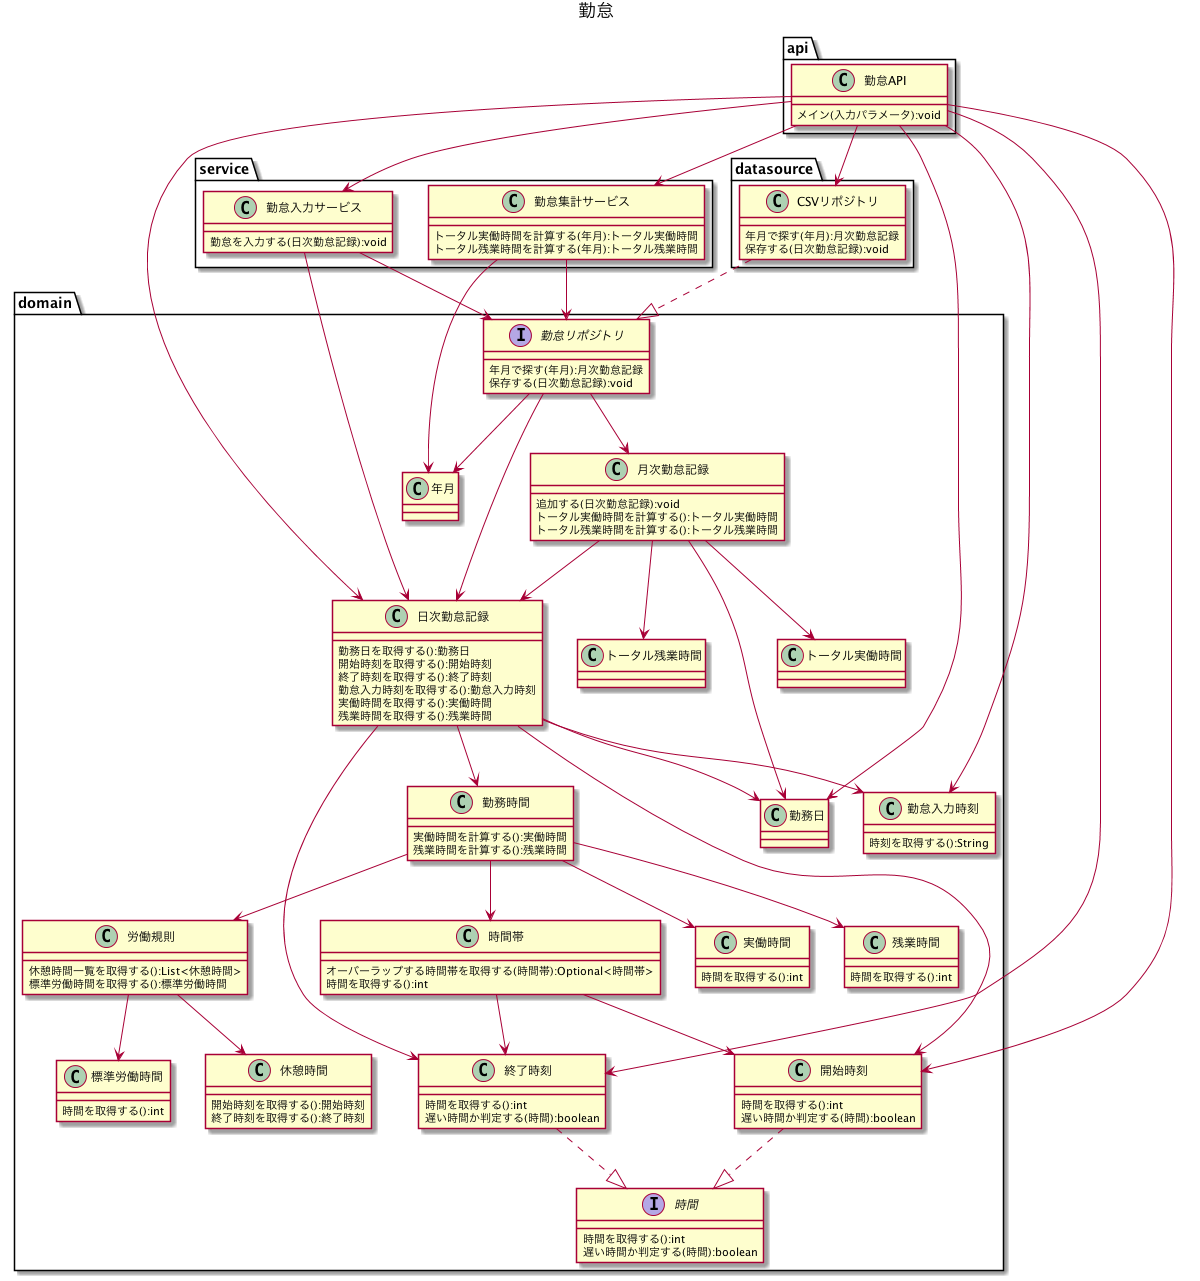 勤怠
api
C 勤怠API
メイン(入力パラメータ):void
service
C 勤怠入力サービス
勤怠を入力する(日次勤怠記録):void
C 勤怠集計サービス
トータル実働時間を計算する(年月):トータル実働時間
トータル残業時間を計算する(年月):トータル残業時間
datasource
C CSVリポジトリ
年月で探す(年月):月次勤怠記録
保存する(日次勤怠記録):void
domain
I 勤怠リポジトリ
年月で探す(年月):月次勤怠記録
保存する(日次勤怠記録):void
C 年月
C 月次勤怠記録
追加する(日次勤怠記録):void
トータル実働時間を計算する():トータル実働時間
トータル残業時間を計算する():トータル残業時間
C 日次勤怠記録
勤務日を取得する():勤務日
開始時刻を取得する():開始時刻
終了時刻を取得する():終了時刻
勤怠入力時刻を取得する():勤怠入力時刻
実働時間を取得する():実働時間
残業時間を取得する():残業時間
C トータル残業時間
C トータル実働時間
C 勤務時間
実働時間を計算する():実働時間
残業時間を計算する():残業時間
C 勤務日
C 勤怠入力時刻
時刻を取得する():String
C 労働規則
休憩時間一覧を取得する():List<休憩時間>
標準労働時間を取得する():標準労働時間
C 時間帯
オーバーラップする時間帯を取得する(時間帯):Optional<時間帯>
時間を取得する():int
C 実働時間
時間を取得する():int
C 残業時間
時間を取得する():int
C 標準労働時間
時間を取得する():int
C 休憩時間
開始時刻を取得する():開始時刻
終了時刻を取得する():終了時刻
C 終了時刻
時間を取得する():int
遅い時間か判定する(時間):boolean
C 開始時刻
時間を取得する():int
遅い時間か判定する(時間):boolean
I 時間
時間を取得する():int
遅い時間か判定する(時間):boolean